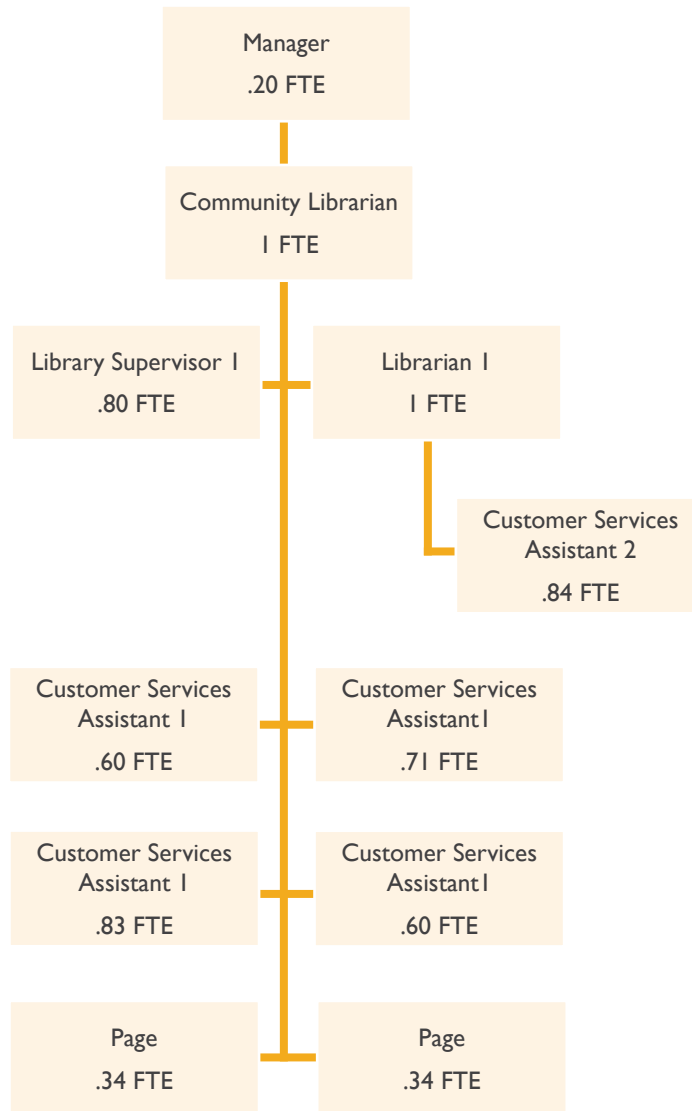 Manager
.20 FTE
Community Librarian
1 FTE
Library Supervisor 1
.80 FTE
Librarian 1
1 FTE
Customer Services
Assistant 2
.84 FTE
Customer Services
Assistant 1
.60 FTE
Customer Services
Assistant1
.71 FTE
Customer Services
Assistant 1
.83 FTE
Customer Services
Assistant1
.60 FTE
Page
.34 FTE
Page
.34 FTE